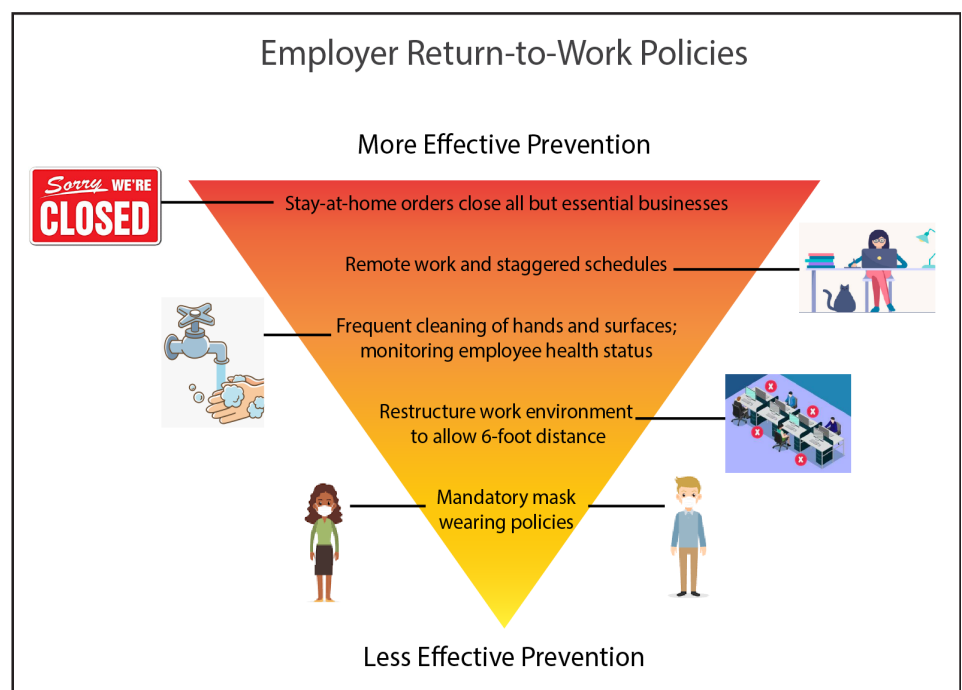 Employer Return-to-Work Policies
More Effective Prevention
Sorry WE'RE
CLOSED
Stay-at-home orders close all but essential businesses
Remote work and staggered schedules
Frequent cleaning of hands and surfaces;
monitoring employee health status
Restructure work environment
to allow 6-foot distance
x
x
x
x
Mandatory mask
wearing policies
Less Effective Prevention